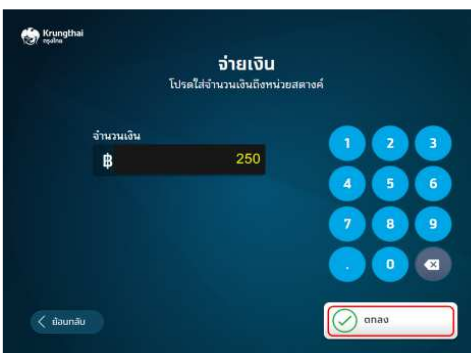 Krungthai
กรุงไทย
จ่ายเงิน
โปรดใส่จำนวนเงินถึงหน่วยสตางค์
จำนวนเงิน
฿ 250
1 2 3
4 5 6
7 8 9
. 0
ย้อนกลับ
ตกลง